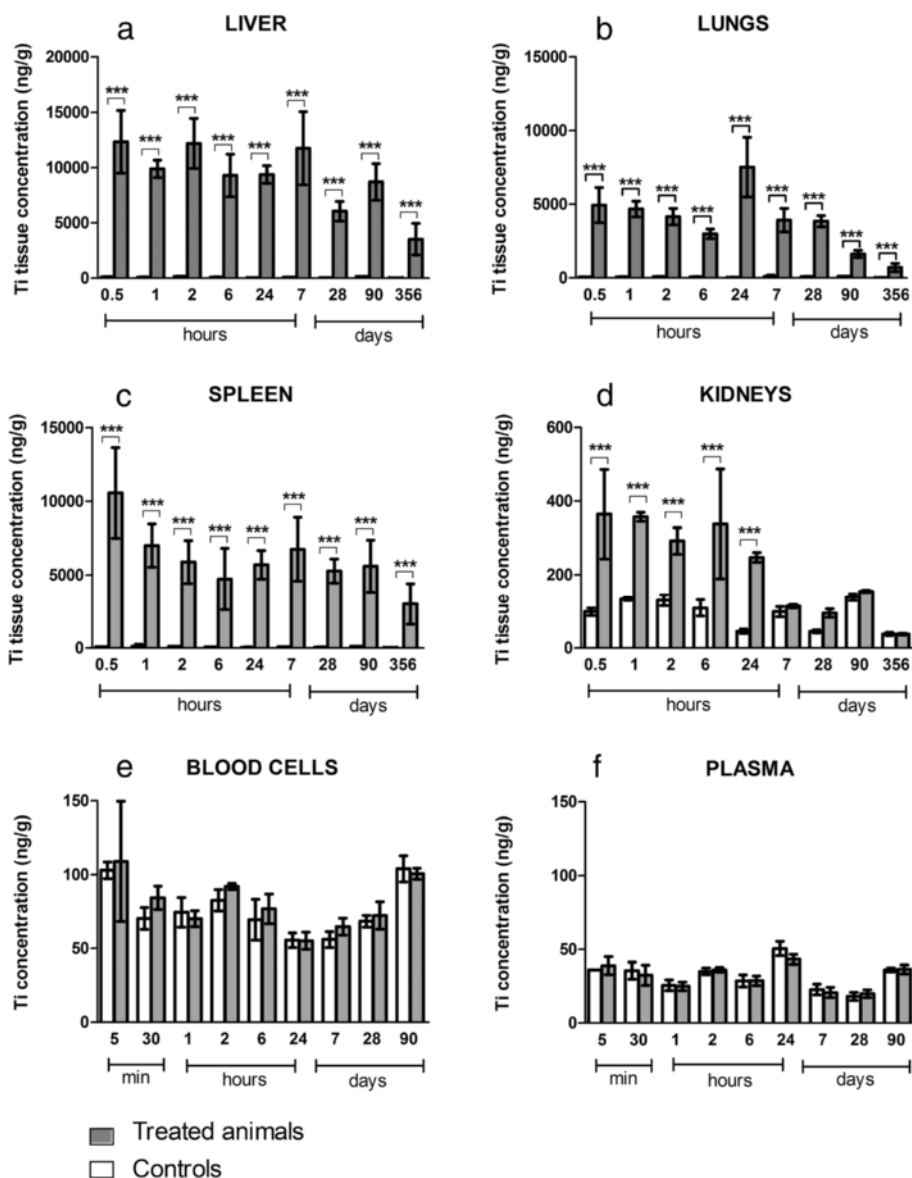 a LIVER
Ti tissue concentration (ng/g)
20000
15000
10000
5000
0
*** *** *** *** *** *** *** *** ***
0.5 1 2 6 24 7 28 90 356
hours days
b LUNGS
Ti tissue concentration (ng/g)
15000
10000
5000
0
*** *** *** *** *** *** *** *** ***
0.5 1 2 6 24 7 28 90 356
hours days
c SPLEEN
Ti tissue concentration (ng/g)
15000
10000
5000
0
*** *** *** *** *** *** *** *** ***
0.5 1 2 6 24 7 28 90 356
hours days
d KIDNEYS
Ti tissue concentration (ng/g)
600
400
200
0
*** *** *** *** ***
0.5 1 2 6 24 7 28 90 356
hours days
e BLOOD CELLS
Ti concentration (ng/g)
150
100
50
0
5 30 1 2 6 24 7 28 90
min hours days
f PLASMA
Ti concentration (ng/g)
150
100
50
0
5 30 1 2 6 24 7 28 90
min hours days
Treated animals
Controls